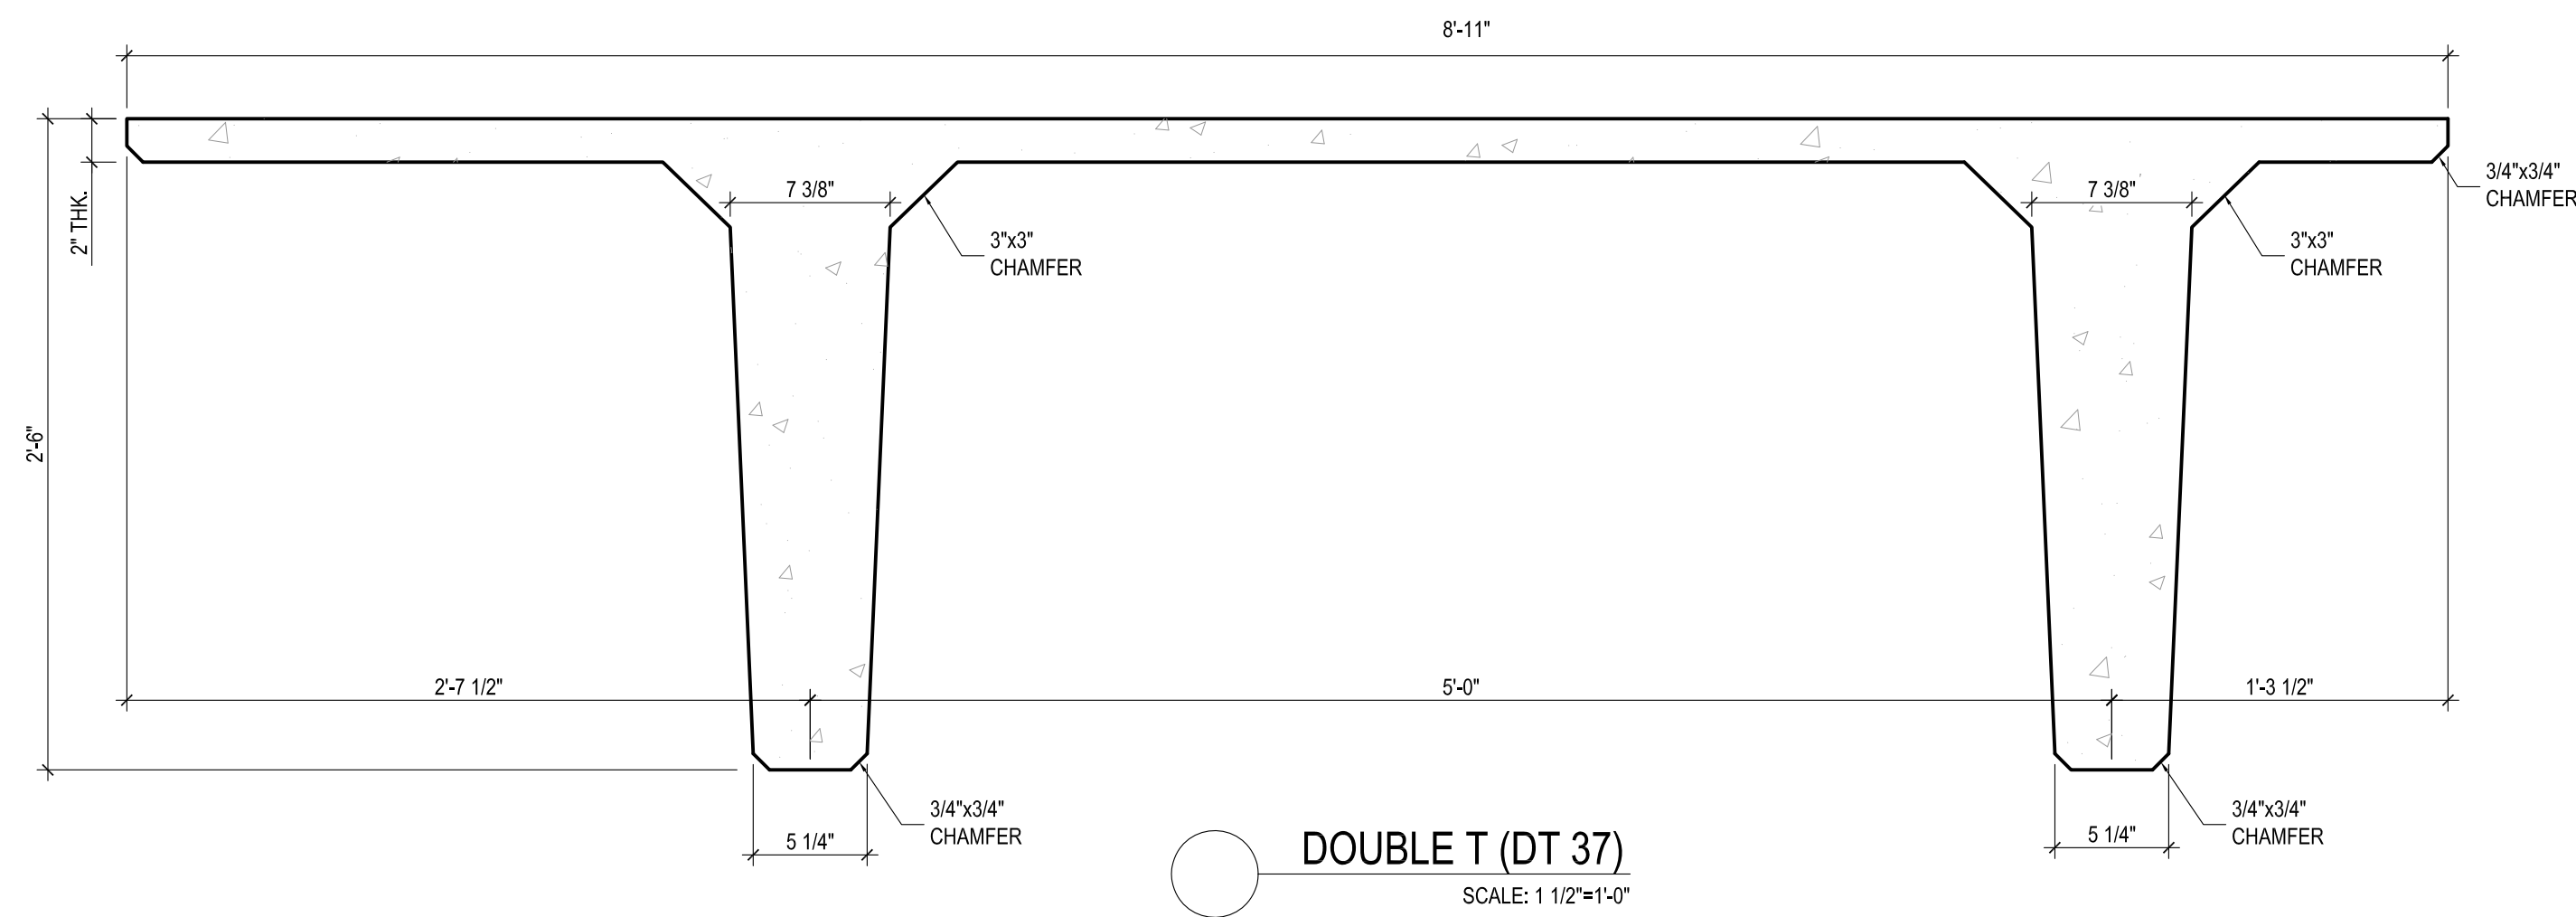 8'-11"
7 3/8"
7 3/8"
3/4"x3/4"
CHAMFER
2" THK.
3"x3"
CHAMFER
3"x3"
CHAMFER
2'-6"
2'-7 1/2"
5'-0"
1'-3 1/2"
3/4"x3/4"
CHAMFER
3/4"x3/4"
CHAMFER
5 1/4"
5 1/4"
DOUBLE T (DT 37)
SCALE: 1 1/2"=1'-0"